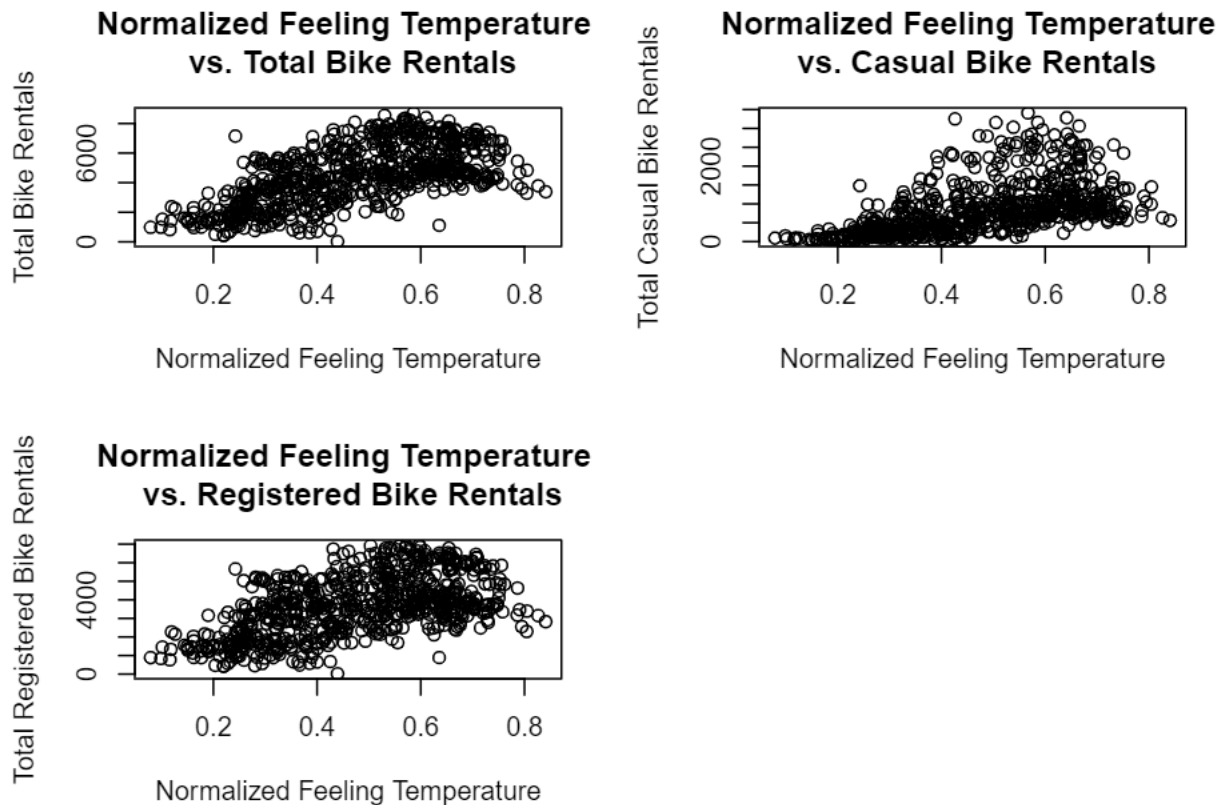 Normalized Feeling Temperature
vs. Total Bike Rentals
Total Bike Rentals
6000
0
0.2 0.4 0.6 0.8
Normalized Feeling Temperature
Normalized Feeling Temperature
vs. Casual Bike Rentals
Total Casual Bike Rentals
2000
0
0.2 0.4 0.6 0.8
Normalized Feeling Temperature
Normalized Feeling Temperature
vs. Registered Bike Rentals
Total Registered Bike Rentals
4000
0
0.2 0.4 0.6 0.8
Normalized Feeling Temperature